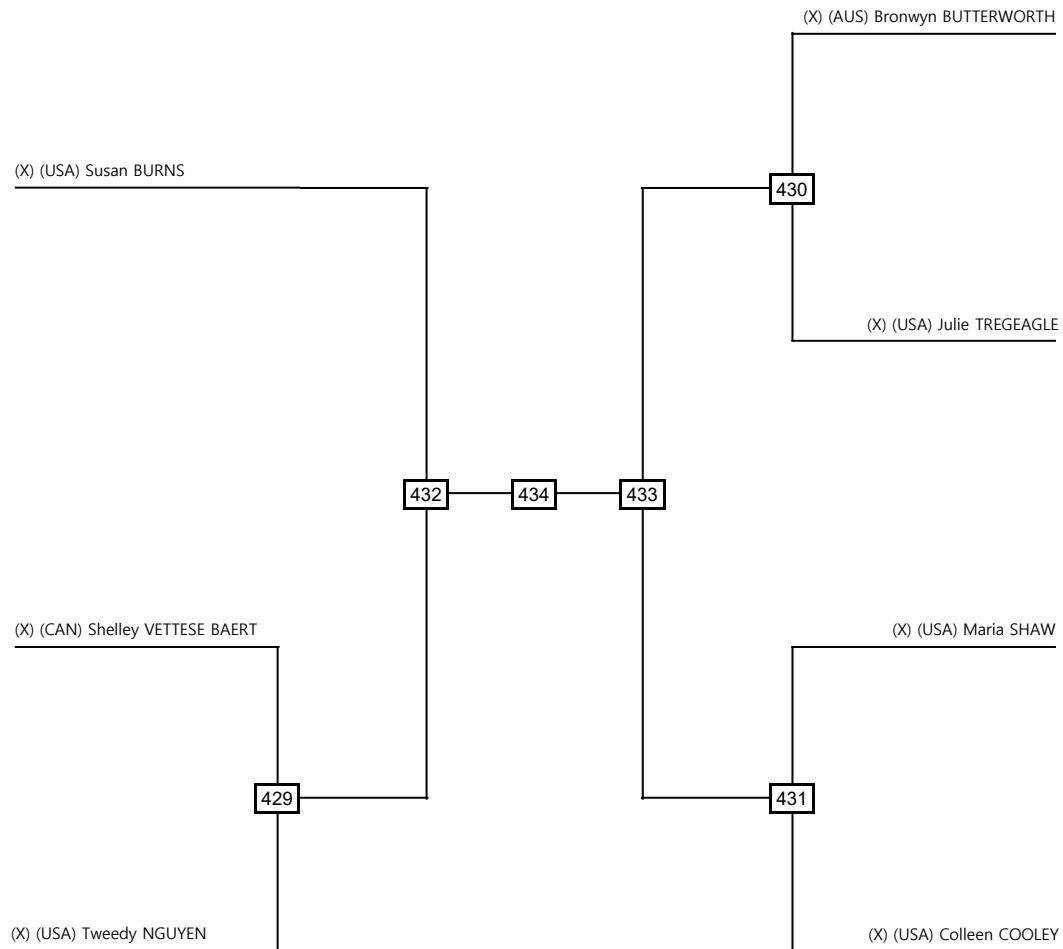 (X) (AUS) Bronwyn BUTTERWORTH
(X) (USA) Susan BURNS
430
(X) (USA) Julie TREGEAGLE
432
434
433
(X) (CAN) Shelley VETTESE BAERT
(X) (USA) Maria SHAW
429
431
(X) (USA) Tweedy NGUYEN
(X) (USA) Colleen COOLEY